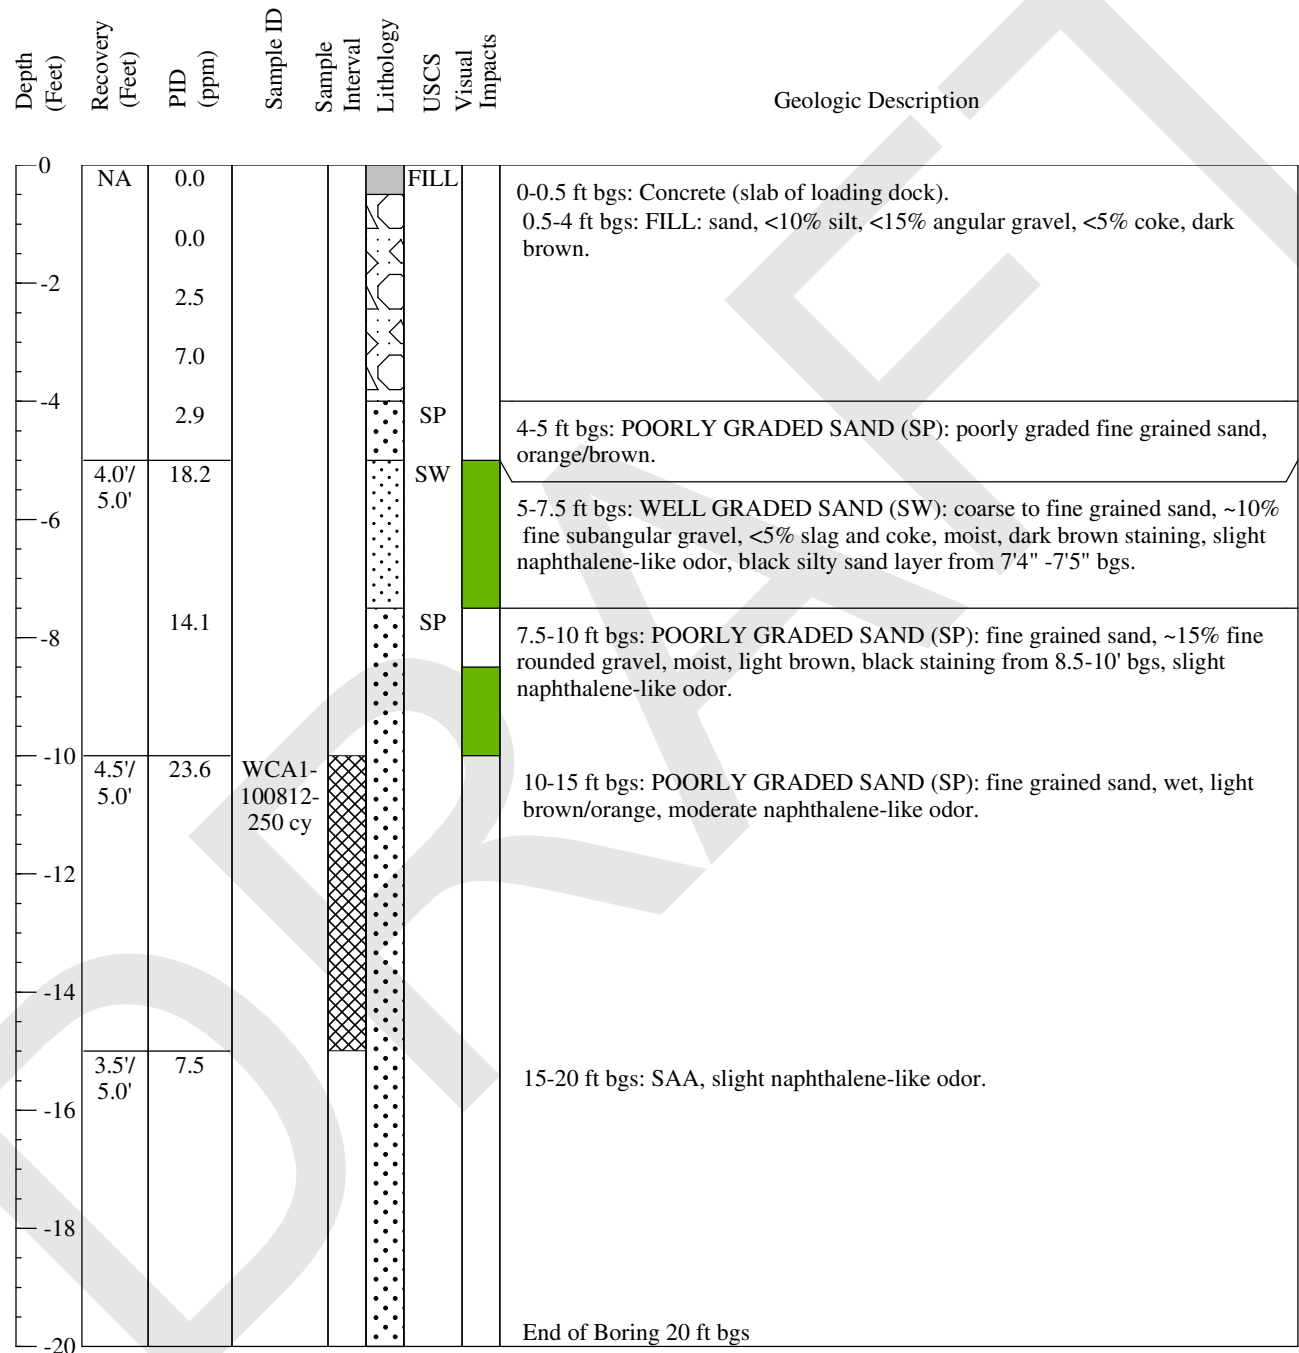 Depth
(Feet)
Recovery
(Feet)
PID
(ppm)
Sample ID
Sample
Interval
Lithology
USCS
Visual
Impacts
Geologic Description
0
NA
0.0
FILL
0-0.5 ft bgs: Concrete (slab of loading dock).
0.5-4 ft bgs: FILL: sand, <10% silt, <15% angular gravel, <5% coke, dark
brown.
0.0
-2
2.5
7.0
-4
2.9
SP
4-5 ft bgs: POORLY GRADED SAND (SP): poorly graded fine grained sand,
orange/brown.
4.0'/
5.0'
18.2
SW
5-7.5 ft bgs: WELL GRADED SAND (SW): coarse to fine grained sand, ~10%
fine subangular gravel, <5% slag and coke, moist, dark brown staining, slight
naphthalene-like odor, black silty sand layer from 7'4" -7'5" bgs.
-6
14.1
SP
-8
7.5-10 ft bgs: POORLY GRADED SAND (SP): fine grained sand, ~15% fine
rounded gravel, moist, light brown, black staining from 8.5-10' bgs, slight
naphthalene-like odor.
-10
4.5'/
5.0'
23.6
WCA1-
100812-
250 cy
10-15 ft bgs: POORLY GRADED SAND (SP): fine grained sand, wet, light
brown/orange, moderate naphthalene-like odor.
-12
-14
3.5'/
5.0'
7.5
15-20 ft bgs: SAA, slight naphthalene-like odor.
-16
-18
End of Boring 20 ft bgs
-20
DRAFT